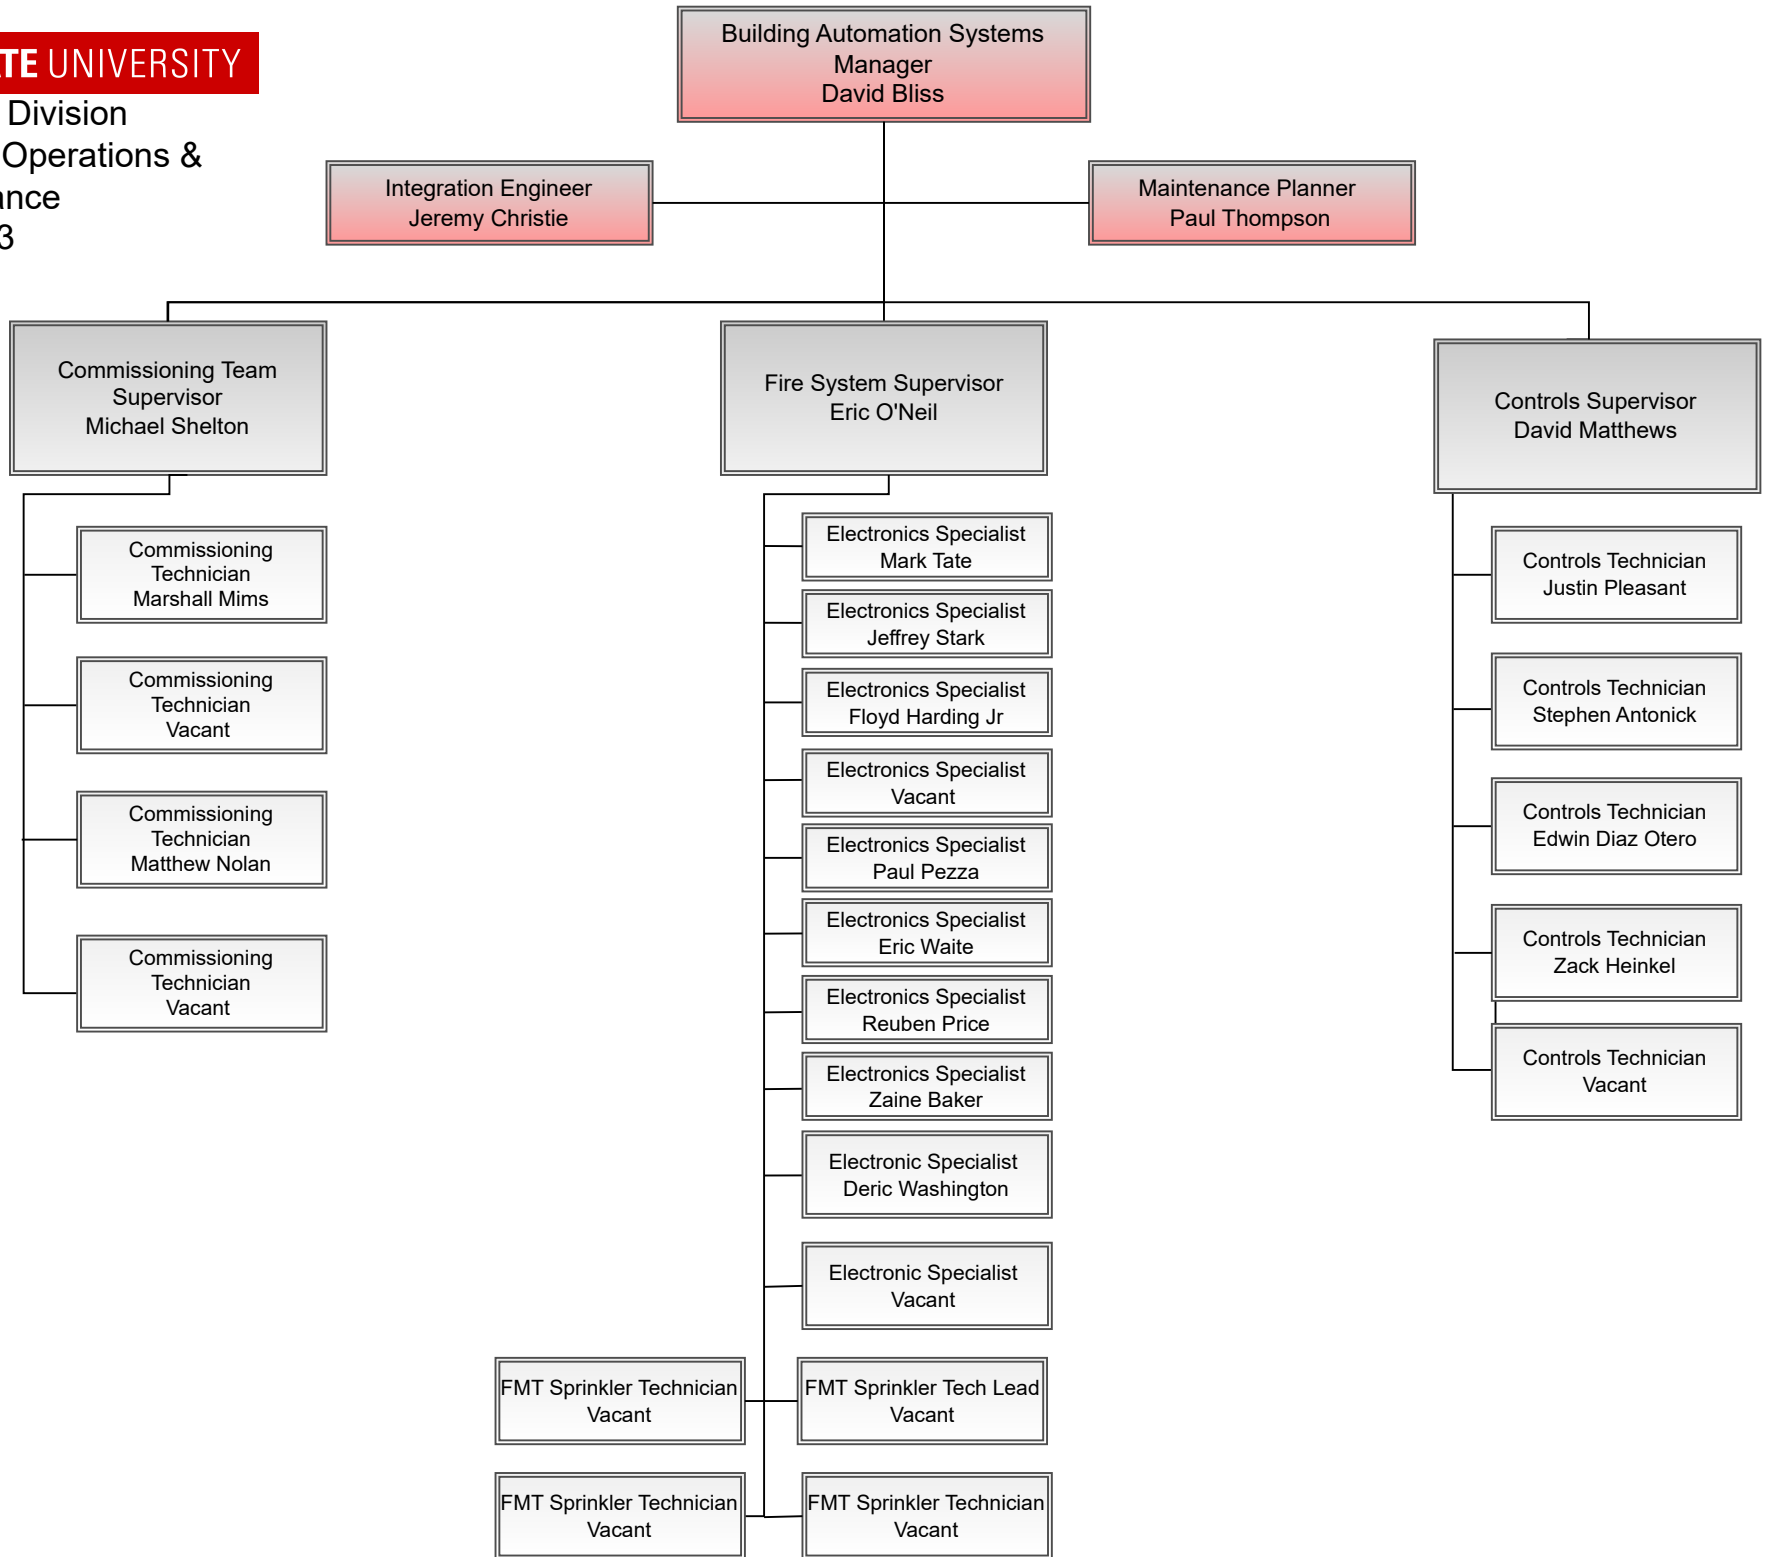 UNIVERSITY
Division
Operations &
3
Building Automation Systems
Manager
David Bliss
Integration Engineer
Jeremy Christie
Maintenance Planner
Paul Thompson
Commissioning Team
Supervisor
Michael Shelton
Fire System Supervisor
Eric O'Neil
Controls Supervisor
David Matthews
Commissioning
Technician
Marshall Mims
Commissioning
Technician
Vacant
Commissioning
Technician
Matthew Nolan
Commissioning
Technician
Vacant
Electronics Specialist
Mark Tate
Electronics Specialist
Jeffrey Stark
Electronics Specialist
Floyd Harding Jr
Electronics Specialist
Vacant
Electronics Specialist
Paul Pezza
Electronics Specialist
Eric Waite
Electronics Specialist
Reuben Price
Electronics Specialist
Zaine Baker
Electronic Specialist
Deric Washington
Electronic Specialist
Vacant
FMT Sprinkler Technician
Vacant
FMT Sprinkler Tech Lead
Vacant
FMT Sprinkler Technician
Vacant
FMT Sprinkler Technician
Vacant
Controls Technician
Justin Pleasant
Controls Technician
Stephen Antonick
Controls Technician
Edwin Diaz Otero
Controls Technician
Zack Heinkel
Controls Technician
Vacant